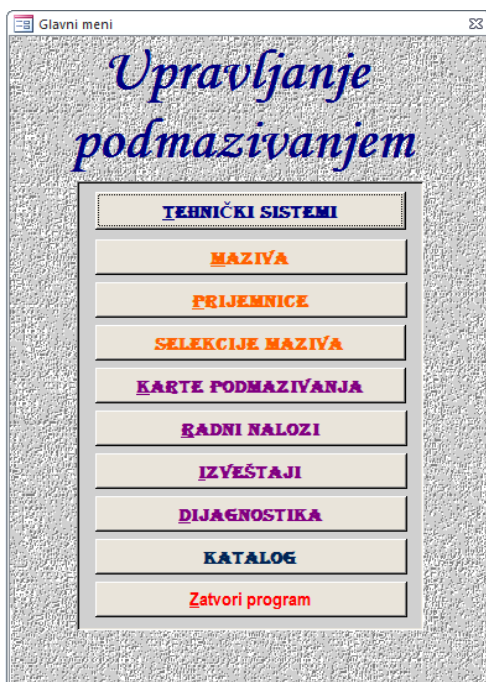 Glavni meni
Upravljanje
podmazivanjem
TEHNIČKI SISTEMI
MAZIVA
PRIJEMNICE
SELEKCIJE MAZIVA
KARTE PODMAZIVANJA
RADNI NALOZI
IZVEŠTAJI
DIJAGNOSTIKA
KATALOG
Zatvori program